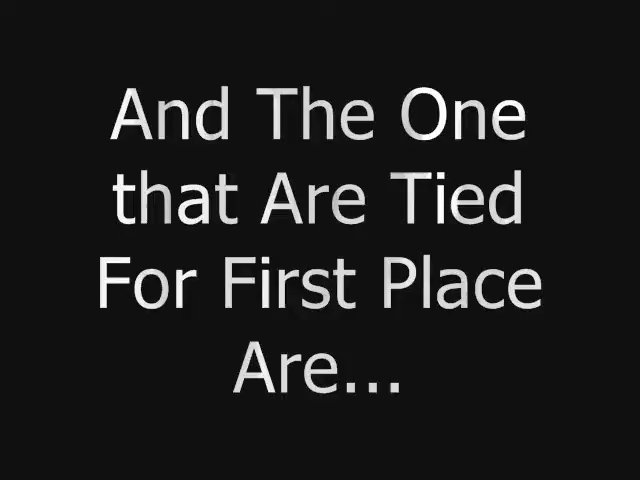 And The One
that Are Tied
For First Place
Are...